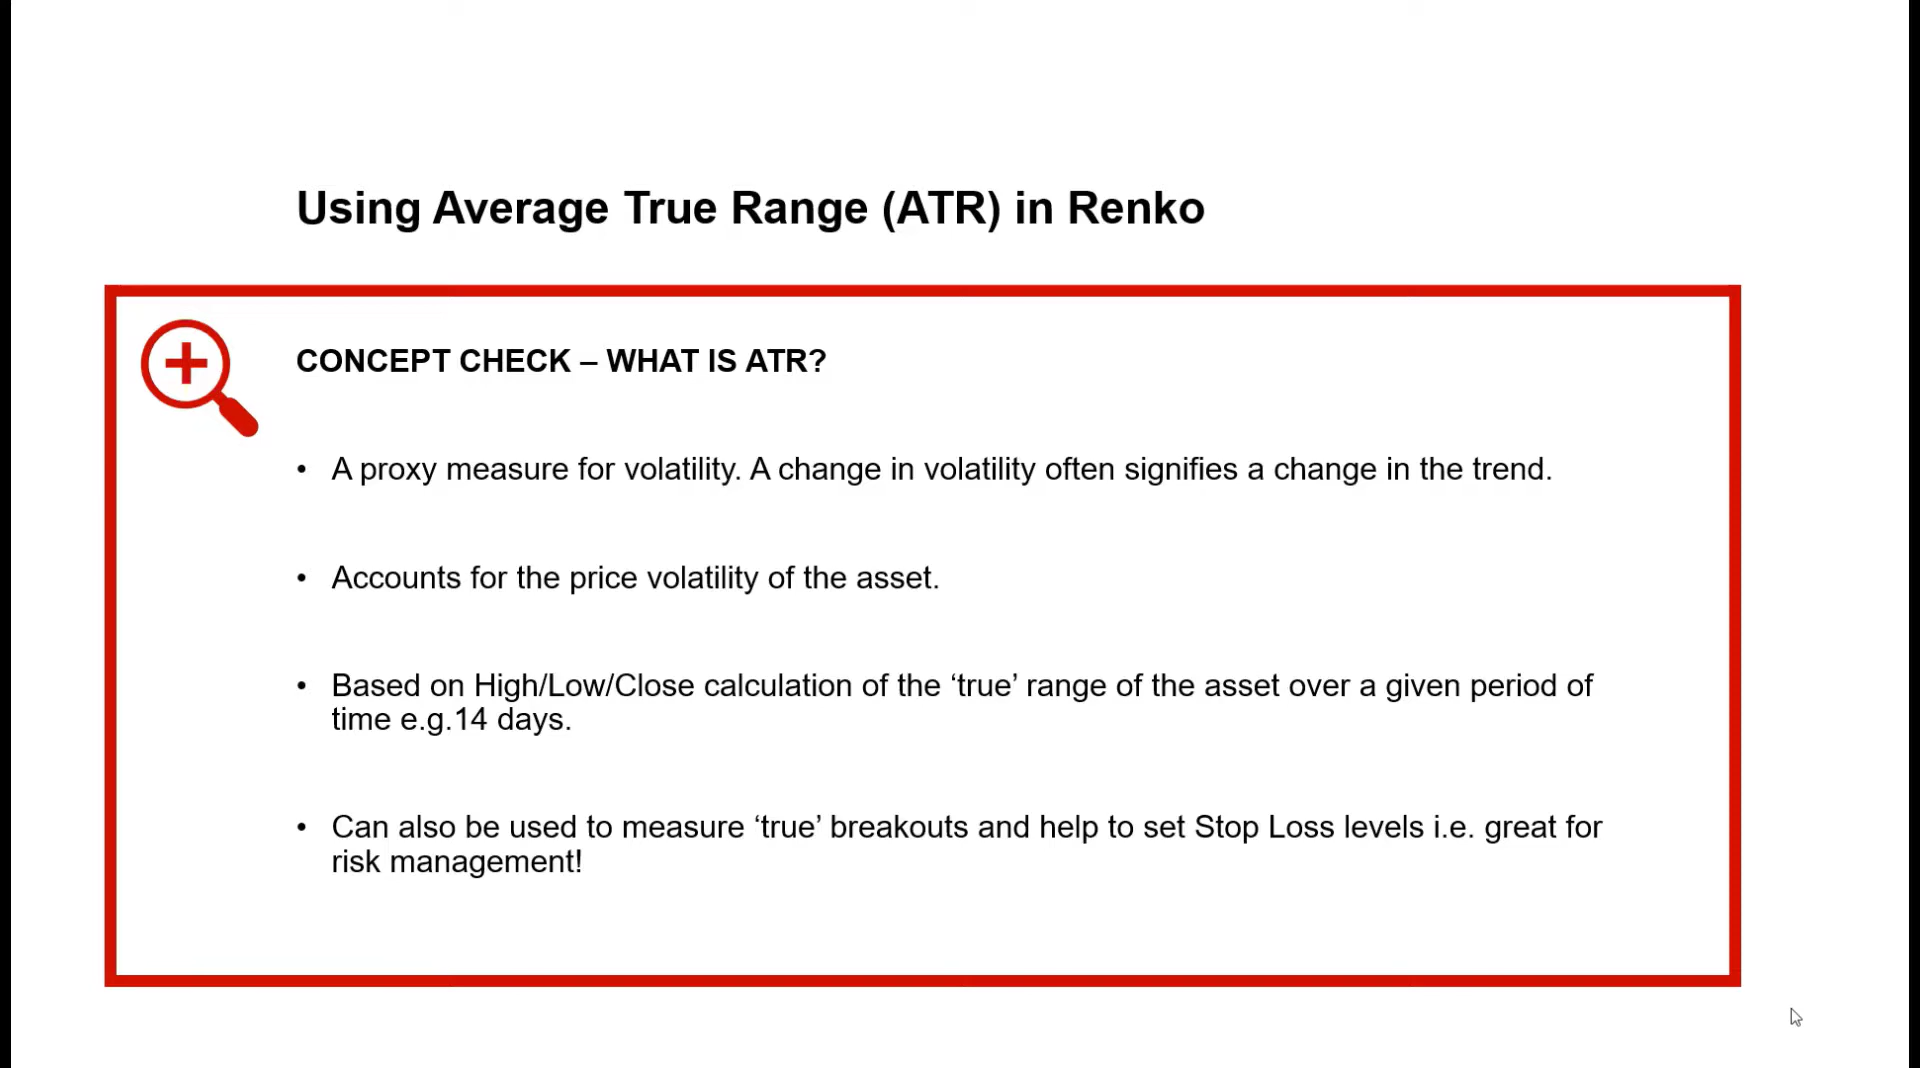 Using Average True Range (ATR) in Renko
CONCEPT CHECK – WHAT IS ATR?
• A proxy measure for volatility. A change in volatility often signifies a change in the trend.
• Accounts for the price volatility of the asset.
• Based on High/Low/Close calculation of the ‘true’ range of the asset over a given period of
time e.g.14 days.
• Can also be used to measure ‘true’ breakouts and help to set Stop Loss levels i.e. great for
risk management!